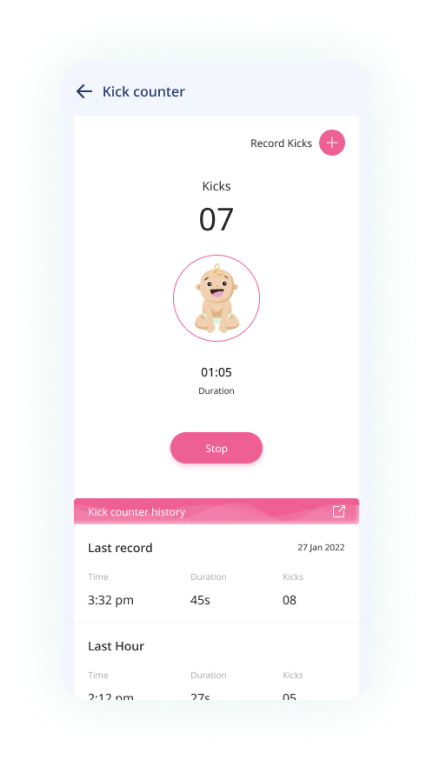 Kick counter
Record Kicks
Kicks
07
01:05
Duration
Stop
Kick counter history
Last record 27 Jan 2022
Time Duration Kicks
3:32 pm 45s 08
Last Hour
Time Duration Kicks
2:12 pm 27s 05